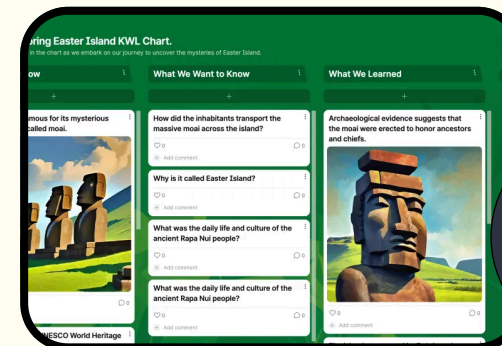 oring Easter Island KWL Chart.
in the chart as we embark on our journey to uncover the mysteries of Easter Island.
ow
What We Want to Know
What We Learned
+
+
+
mous for its mysterious
called moai.
0
UNESCO World Heritage
How did the inhabitants transport the
massive moai across the island?
0
0
Add comment
Why is it called Easter Island?
0
0
Add comment
What was the daily life and culture of the
ancient Rapa Nui people?
0
0
Add comment
What was the daily life and culture of the
ancient Rapa Nui people?
0
0
Add comment
Archaeological evidence suggests that
the moai were erected to honor ancestors
and chiefs.
0
0
Add comment